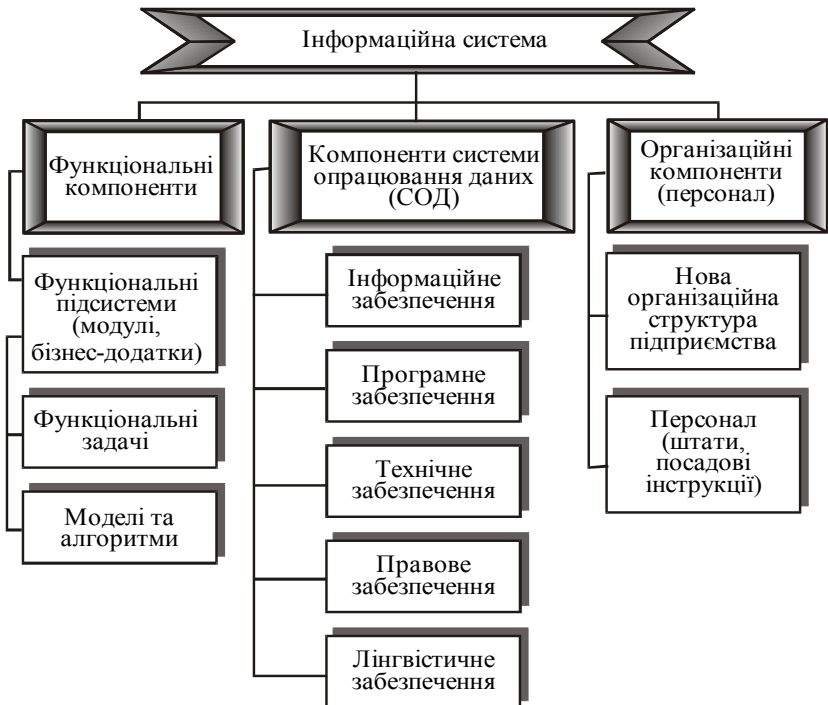 Інформаційна система
Функціональні
компоненти
Функціональні
підсистеми
(модулі,
бізнес-додатки)
Функціональні
задачі
Моделі та
алгоритми
Компоненти системи
опрацювання даних
(СОД)
Інформаційне
забезпечення
Програмне
забезпечення
Технічне
забезпечення
Правове
забезпечення
Лінгвістичне
забезпечення
Організаційні
компоненти
(персонал)
Нова
організаційна
структура
підприємства
Персонал
(штати,
посадові
інструкції)